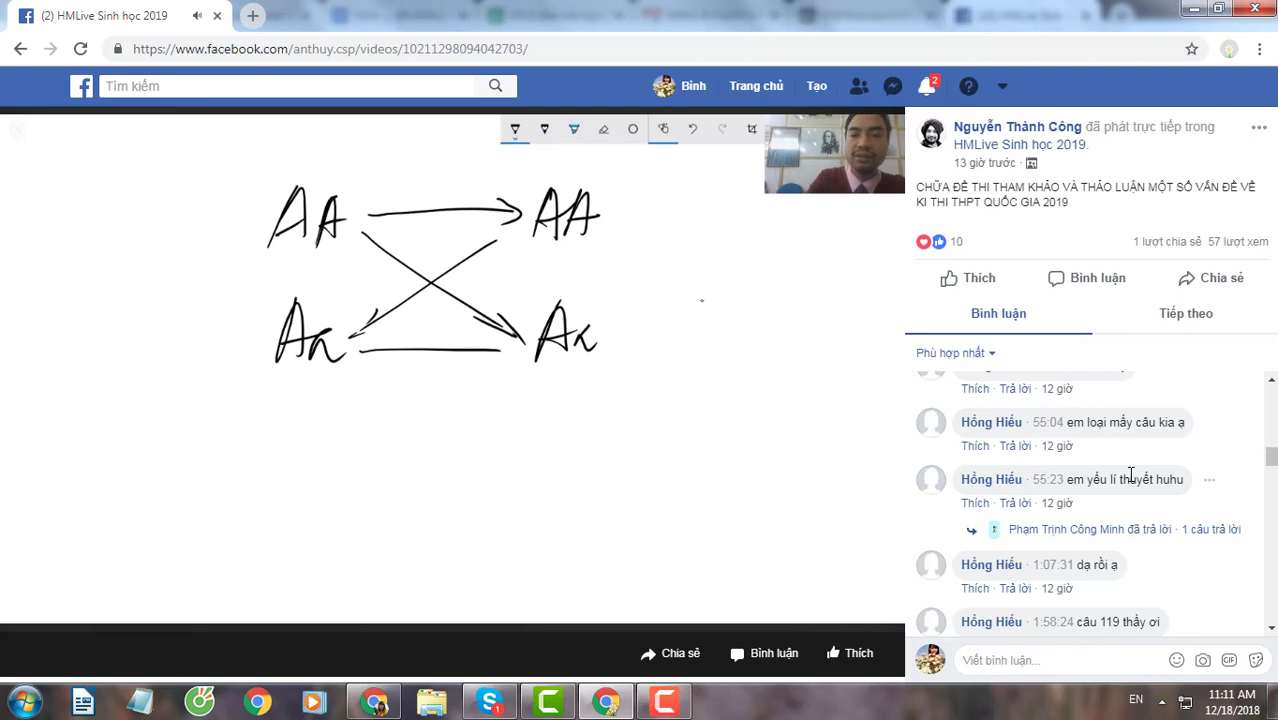 (2) HMLive Sinh học 2019
https://www.facebook.com/anthuy.csp/videos/10211298094042703/
Tìm kiếm
Bình
Trang chủ
Tạo
2
Nguyễn Thành Công đã phát trực tiếp trong
HMLive Sinh học 2019.
13 giờ trước
CHỮA ĐỀ THI THAM KHẢO VÀ THẢO LUẬN MỘT SỐ VẤN ĐỀ VỀ
KI THI THPT QUỐC GIA 2019
10
1 lượt chia sẻ 57 lượt xem
Thích
Bình luận
Chia sẻ
Bình luận
Tiếp theo
Phù hợp nhất
Thích · Trả lời · 12 giờ
Hồng Hiếu · 55:04 em loại mấy câu kia ạ
Thích · Trả lời · 12 giờ
Hồng Hiếu · 55:23 em yếu lí thuyết huhu
Thích · Trả lời · 12 giờ
Phạm Trịnh Công Minh đã trả lời · 1 câu trả lời
Hồng Hiếu · 1:07:31 dạ rồi ạ
Thích · Trả lời · 12 giờ
Hồng Hiếu · 1:58:24 câu 119 thầy ơi
Viết bình luận...
GIF
AA AA
Aa Aa
Chia sẻ
Bình luận
Thích
1
EN
11:11 AM
12/18/2018